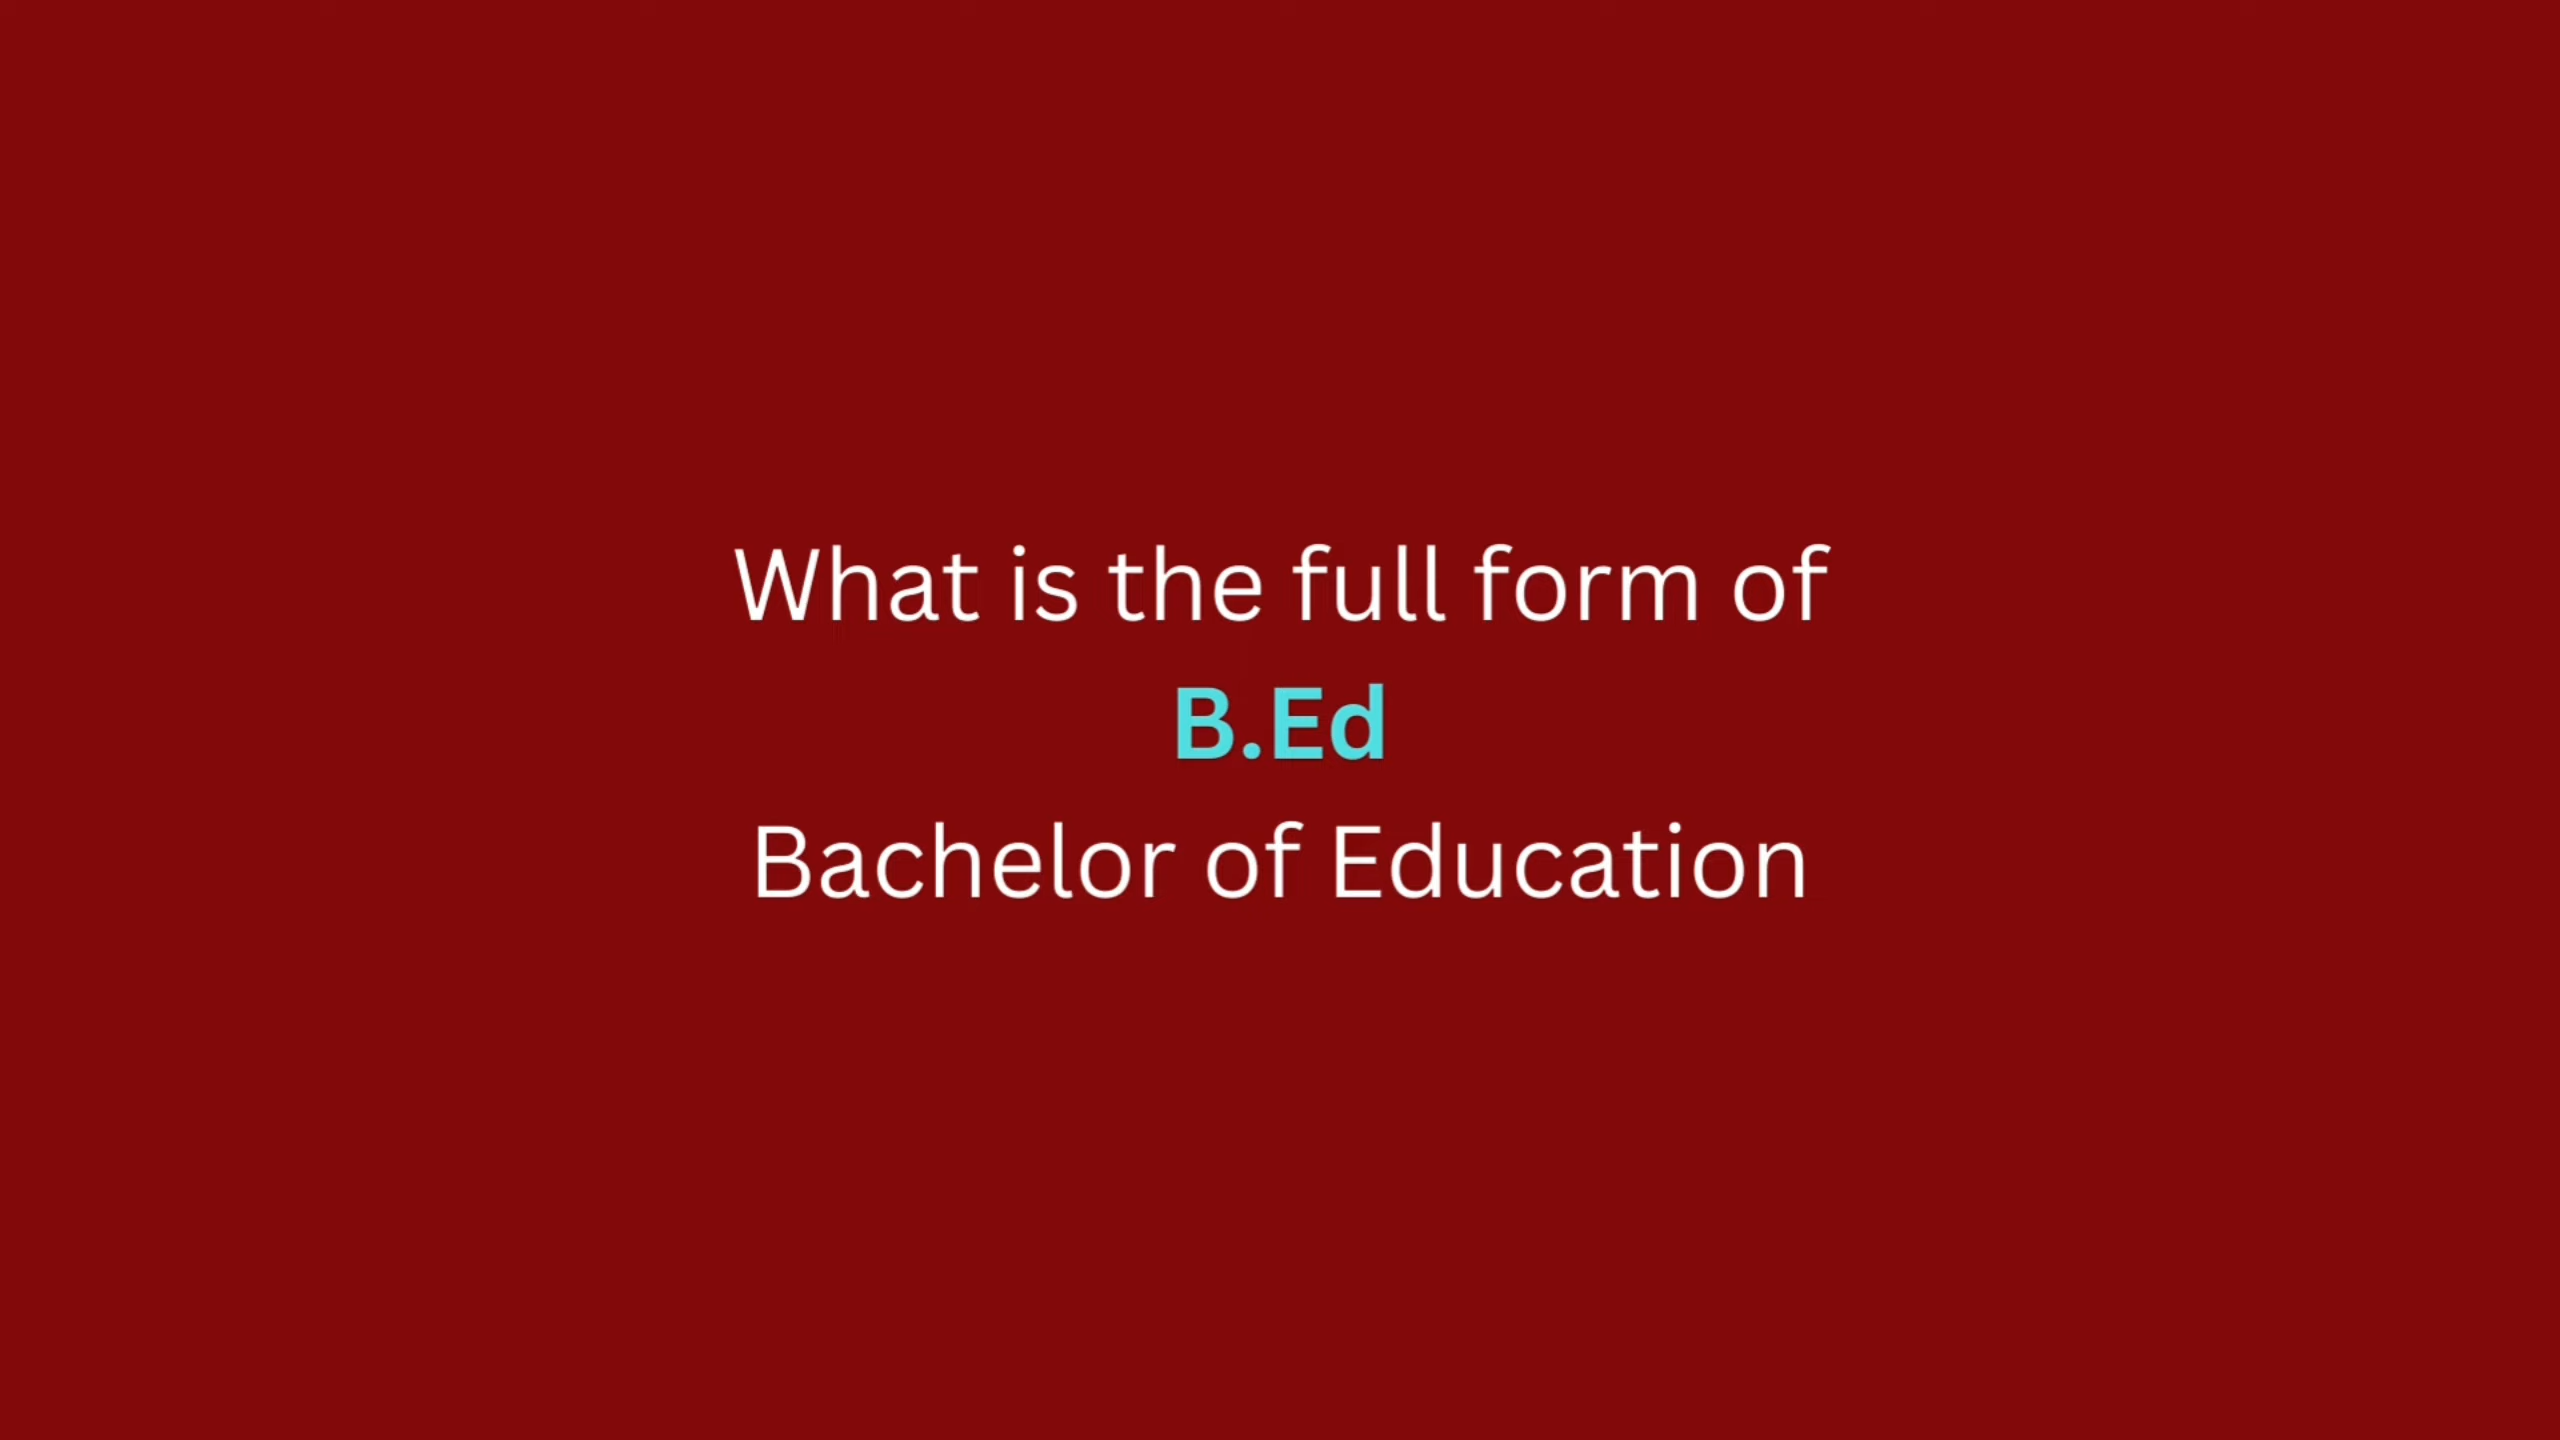 What is the full form of
B.Ed
Bachelor of Education